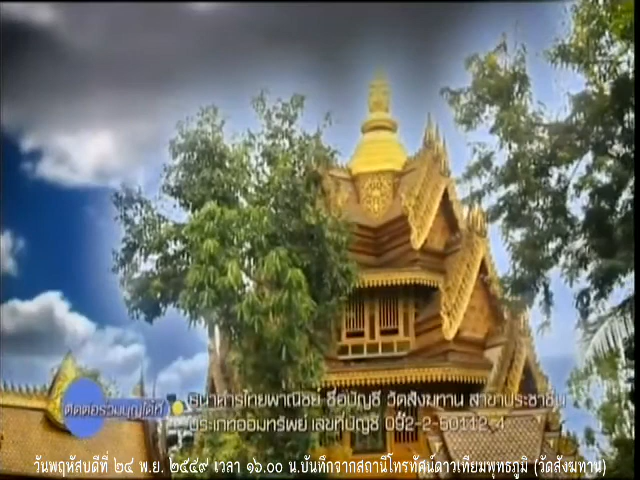 ติดต่อร่วมบุญได้ที่
ธนาคารไทยพาณิชย์ ชื่อบัญชี วัดสังฆทาน สาขาประชาชื่น
ประเภทออมทรัพย์ เลขที่บัญชี 092-2-50112-4
วันพฤหัสบดีที่ ๒๔ พ.ย. ๒๕๕๙ เวลา ๑๖.๐๐ น.บันทึกจากสถานีโทรทัศน์ดาวเทียมพุทธภูมิ (วัดสังฆทาน)